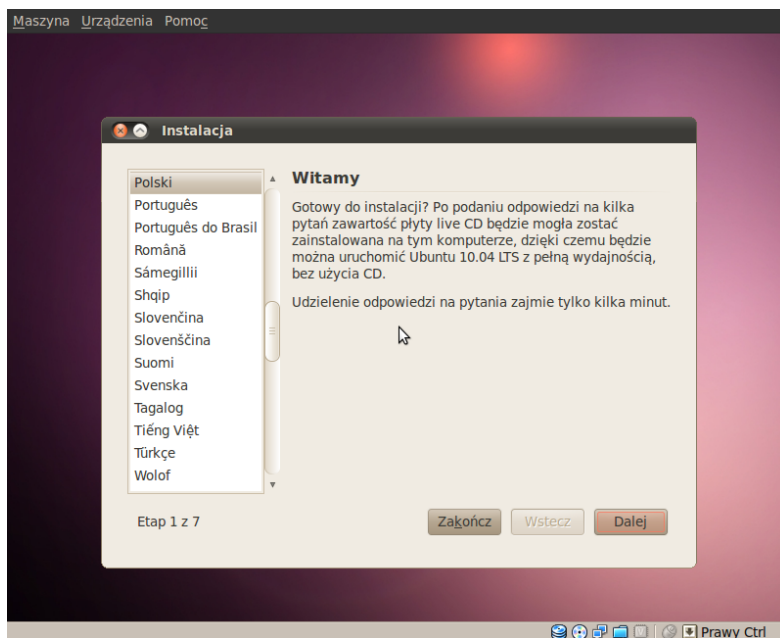 Maszyna Urządzenia Pomoc
Instalacja
Polski
Português
Português do Brasil
Română
Sámegillii
Shqip
Slovenčina
Slovenščina
Suomi
Svenska
Tagalog
Tiếng Việt
Türkçe
Wolof
Witamy
Gotowy do instalacji? Po podaniu odpowiedzi na kilka
pytań zawartość płyty live CD będzie mogła zostać
zainstalowana na tym komputerze, dzięki czemu będzie
można uruchomić Ubuntu 10.04 LTS z pełną wydajnością,
bez użycia CD.
Udzielenie odpowiedzi na pytania zajmie tylko kilka minut.
Etap 1 z 7
Zakończ Wstecz Dalej
Prawy Ctrl